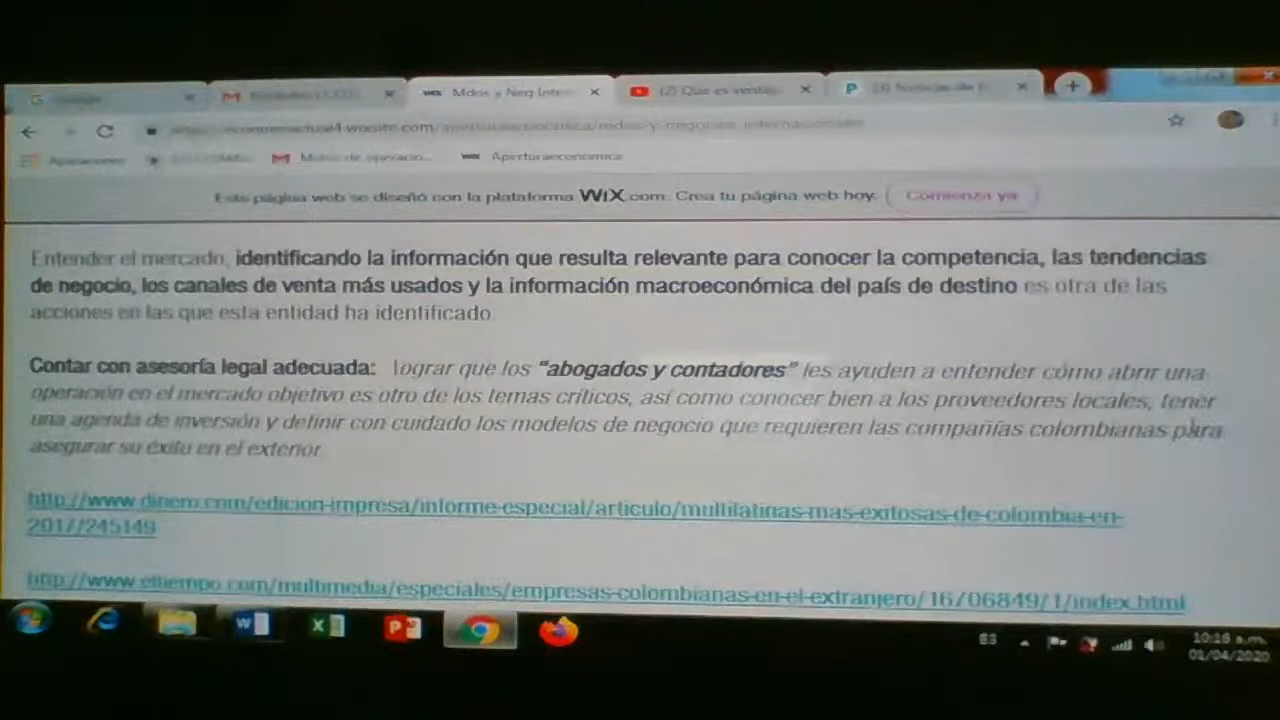 Mdos y Neg Inte
(2) Que es venta
Aperturaeconomica
Esta página web se diseñó con la plataforma WiX.com. Crea tu página web hoy. Comienza ya
Entender el mercado, identificando la información que resulta relevante para conocer la competencia, las tendencias
de negocio, los canales de venta más usados y la información macroeconómica del país de destino es otra de las
acciones en las que esta entidad ha identificado.
Contar con asesoría legal adecuada: lograr que los “abogados y contadores” les ayuden a entender cómo abrir una
operación en el mercado objetivo es otro de los temas críticos, así como conocer bien a los proveedores locales, tener
una agenda de inversión y definir con cuidado los modelos de negocio que requieren las compañías colombianas para
asegurar su éxito en el exterior.
http://www.dinero.com/edicion-impresa/informe-especial/articulo/multilatinas-mas-exitosas-de-colombia-en-
2017/245149
http://www.eltiempo.com/multimedia/especiales/empresas-colombianas-en-el-extranjero/16706849/1/index.html
ES
10:16 a.m.
01/04/2020